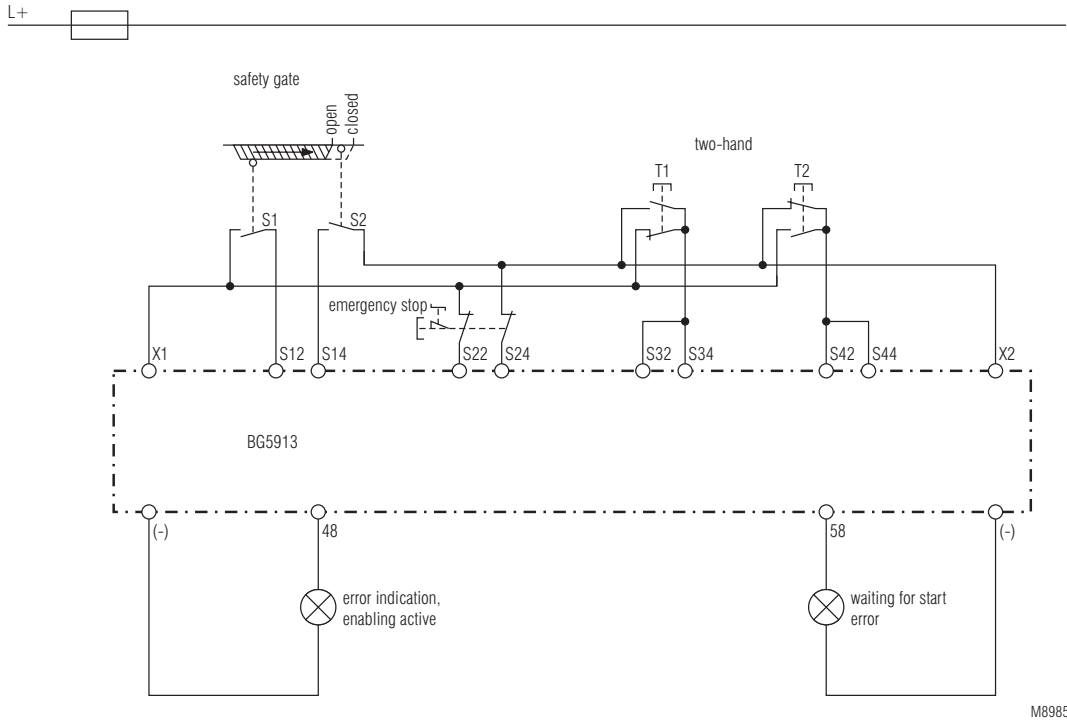 L+
safety gate
open
closed
two-hand
T1
T2
S1
S2
emergency stop
X1
S12
S14
S22
S24
S32
S34
S42
S44
X2
BG5913
(-)
48
58
(-)
error indication,
enabling active
waiting for start
error
M8985